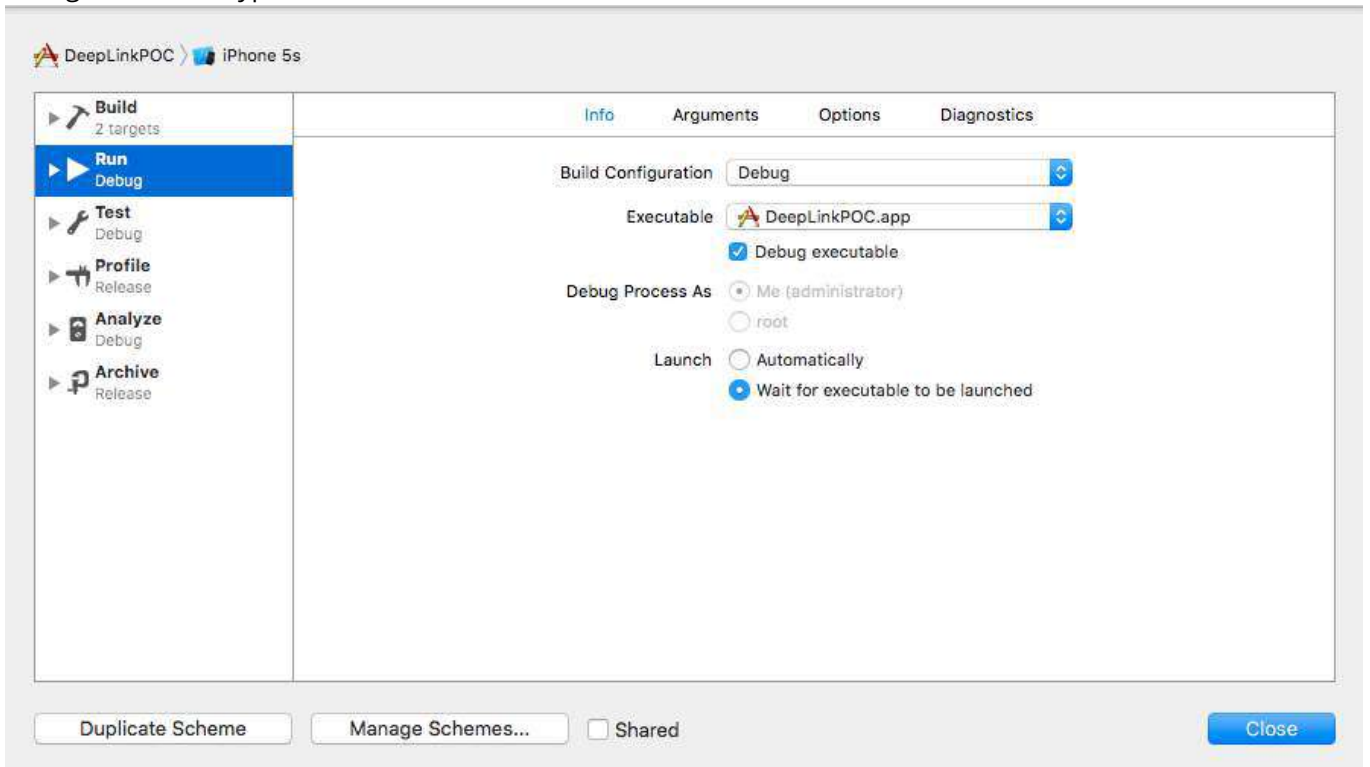 DeepLinkPOC iPhone 5s
Build
2 targets
Run
Debug
Test
Debug
Profile
Release
Analyze
Debug
Archive
Release
Info Arguments Options Diagnostics
Build Configuration Debug
Executable DeepLinkPOC.app
Debug executable
Debug Process As Me (administrator)
root
Launch Automatically
Wait for executable to be launched
Duplicate Scheme Manage Schemes... Shared Close